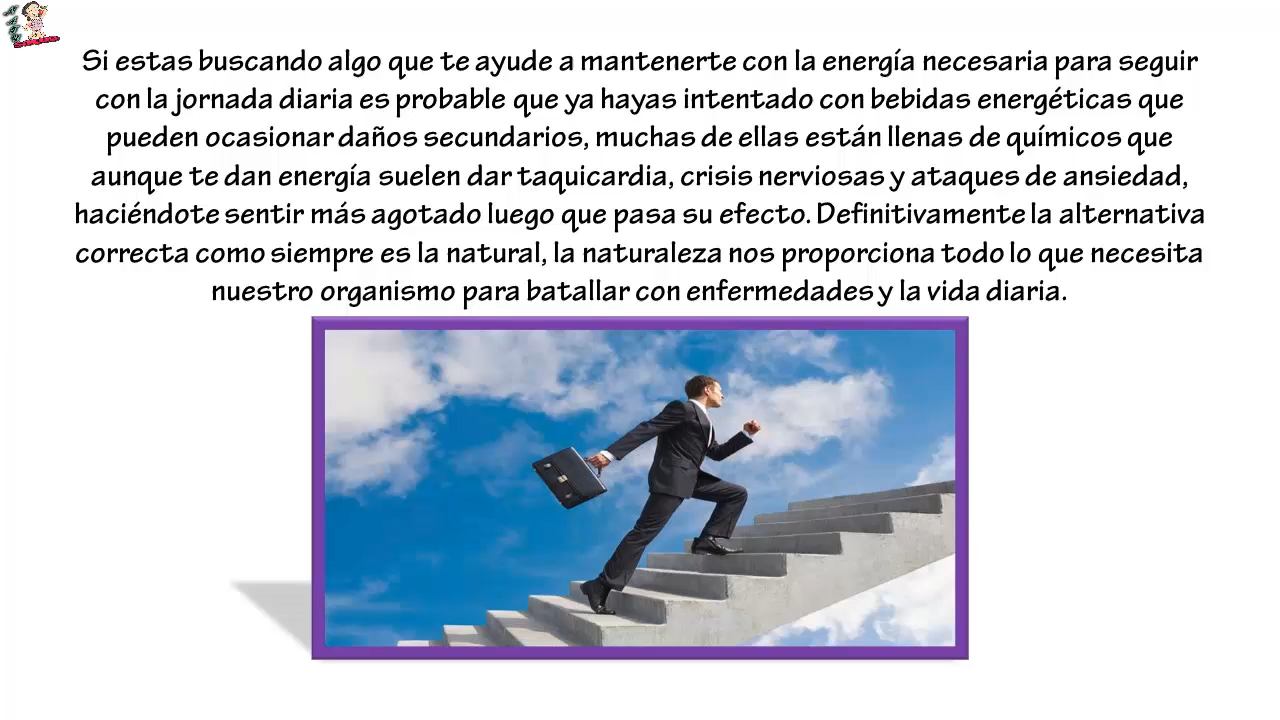 Si estas buscando algo que te ayude a mantenerte con la energía necesaria para seguir
con la jornada diaria es probable que ya hayas intentado con bebidas energéticas que
pueden ocasionar daños secundarios, muchas de ellas están llenas de químicos que
aunque te dan energía suelen dar taquicardia, crisis nerviosas y ataques de ansiedad,
haciéndote sentir más agotado luego que pasa su efecto. Definitivamente la alternativa
correcta como siempre es la natural, la naturaleza nos proporciona todo lo que necesita
nuestro organismo para batallar con enfermedades y la vida diaria.